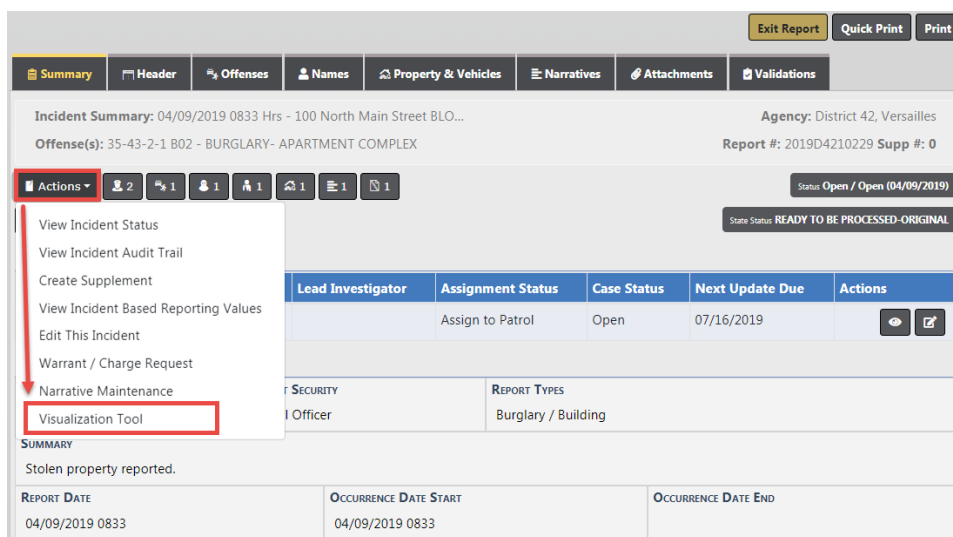 Exit Report Quick Print Print
Summary Header Offenses Names Property & Vehicles Narratives Attachments Validations
Incident Summary: 04/09/2019 0833 Hrs - 100 North Main Street BLO... Agency: District 42, Versailles
Offense(s): 35-43-2-1 B02 - BURGLARY- APARTMENT COMPLEX Report #: 2019D4210229 Supp #: 0
Actions 2 1 1 1 1 1 1 Status Open / Open (04/09/2019)
State Status READY TO BE PROCESSED-ORIGINAL
View Incident Status
View Incident Audit Trail
Create Supplement
View Incident Based Reporting Values
Edit This Incident
Warrant / Charge Request
Narrative Maintenance
Visualization Tool
Lead Investigator Assignment Status Case Status Next Update Due Actions
Assign to Patrol Open 07/16/2019
Security Report Types
Officer Burglary / Building
Summary
Stolen property reported.
Report Date Occurrence Date Start Occurrence Date End
04/09/2019 0833 04/09/2019 0833